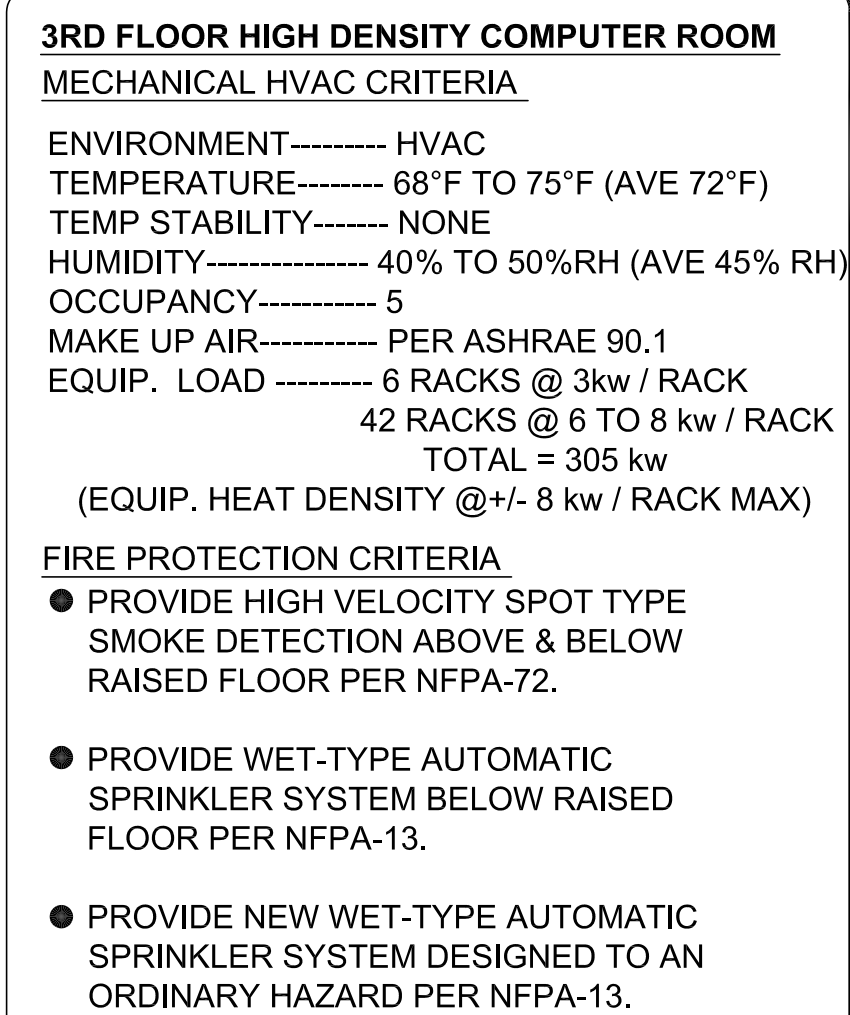 3RD FLOOR HIGH DENSITY COMPUTER ROOM
MECHANICAL HVAC CRITERIA
ENVIRONMENT--------- HVAC
TEMPERATURE-------- 68°F TO 75°F (AVE 72°F)
TEMP STABILITY------- NONE
HUMIDITY--------------- 40% TO 50%RH (AVE 45% RH)
OCCUPANCY----------- 5
MAKE UP AIR----------- PER ASHRAE 90.1
EQUIP. LOAD --------- 6 RACKS @ 3kw / RACK
42 RACKS @ 6 TO 8 kw / RACK
TOTAL = 305 kw
(EQUIP. HEAT DENSITY @+/- 8 kw / RACK MAX)
FIRE PROTECTION CRITERIA
● PROVIDE HIGH VELOCITY SPOT TYPE
SMOKE DETECTION ABOVE & BELOW
RAISED FLOOR PER NFPA-72.
● PROVIDE WET-TYPE AUTOMATIC
SPRINKLER SYSTEM BELOW RAISED
FLOOR PER NFPA-13.
● PROVIDE NEW WET-TYPE AUTOMATIC
SPRINKLER SYSTEM DESIGNED TO AN
ORDINARY HAZARD PER NFPA-13.